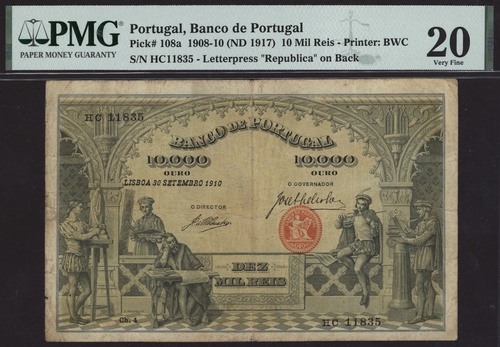 PMG
PAPER MONEY GUARANTY
Portugal, Banco de Portugal
Pick# 108a 1908-10 (ND 1917) 10 Mil Reis - Printer: BWC
S/N HC11835 - Letterpress "Republica" on Back
20
Very Fine
HC 11835
BANCO DE PORTUGAL
10.000 10.000
OURO OURO
LISBOA 30 SETEMBRO 1910
O GOVERNADOR
O DIRECTOR
DEZ
MIL REIS
Ch. 4
HC 11835